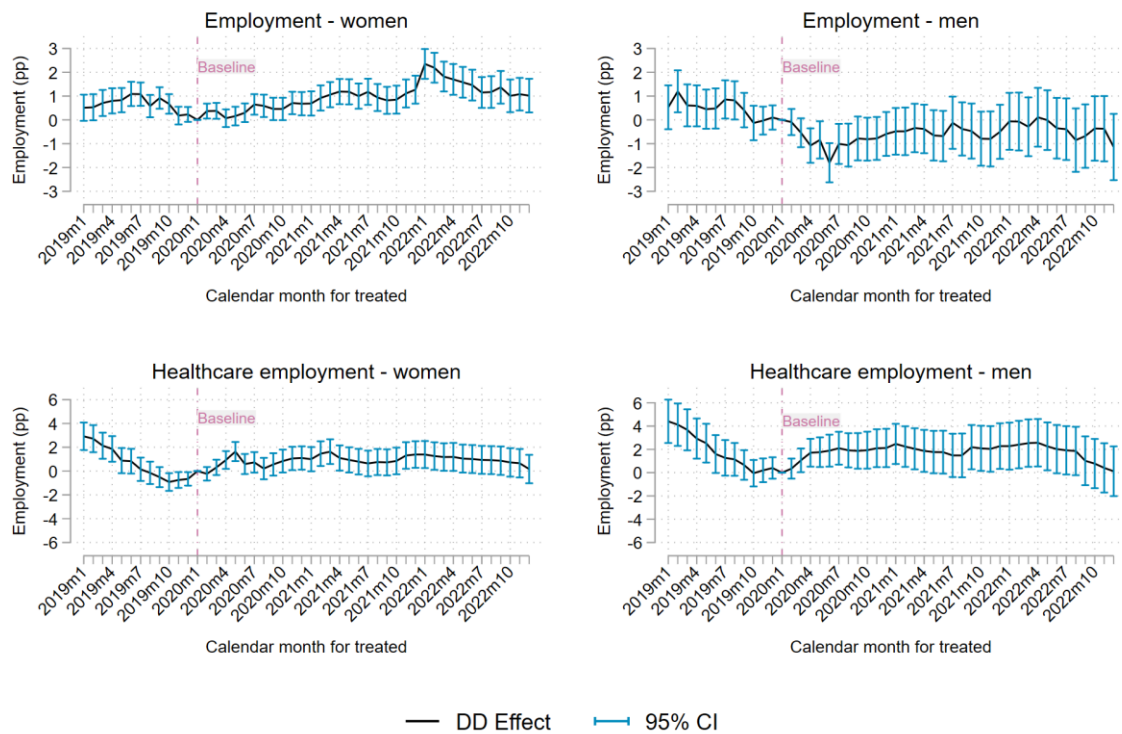 Employment - women
Employment (pp)
3
2
1
0
-1
-2
-3
Baseline
2019m1
2019m4
2019m7
2019m10
2020m1
2020m4
2020m7
2020m10
2021m1
2021m4
2021m7
2021m10
2022m1
2022m4
2022m7
2022m10
Calendar month for treated
Employment - men
Employment (pp)
3
2
1
0
-1
-2
-3
Baseline
2019m1
2019m4
2019m7
2019m10
2020m1
2020m4
2020m7
2020m10
2021m1
2021m4
2021m7
2021m10
2022m1
2022m4
2022m7
2022m10
Calendar month for treated
Healthcare employment - women
Employment (pp)
6
4
2
0
-2
-4
-6
Baseline
2019m1
2019m4
2019m7
2019m10
2020m1
2020m4
2020m7
2020m10
2021m1
2021m4
2021m7
2021m10
2022m1
2022m4
2022m7
2022m10
Calendar month for treated
Healthcare employment - men
Employment (pp)
6
4
2
0
-2
-4
-6
Baseline
2019m1
2019m4
2019m7
2019m10
2020m1
2020m4
2020m7
2020m10
2021m1
2021m4
2021m7
2021m10
2022m1
2022m4
2022m7
2022m10
Calendar month for treated
DD Effect
95% CI